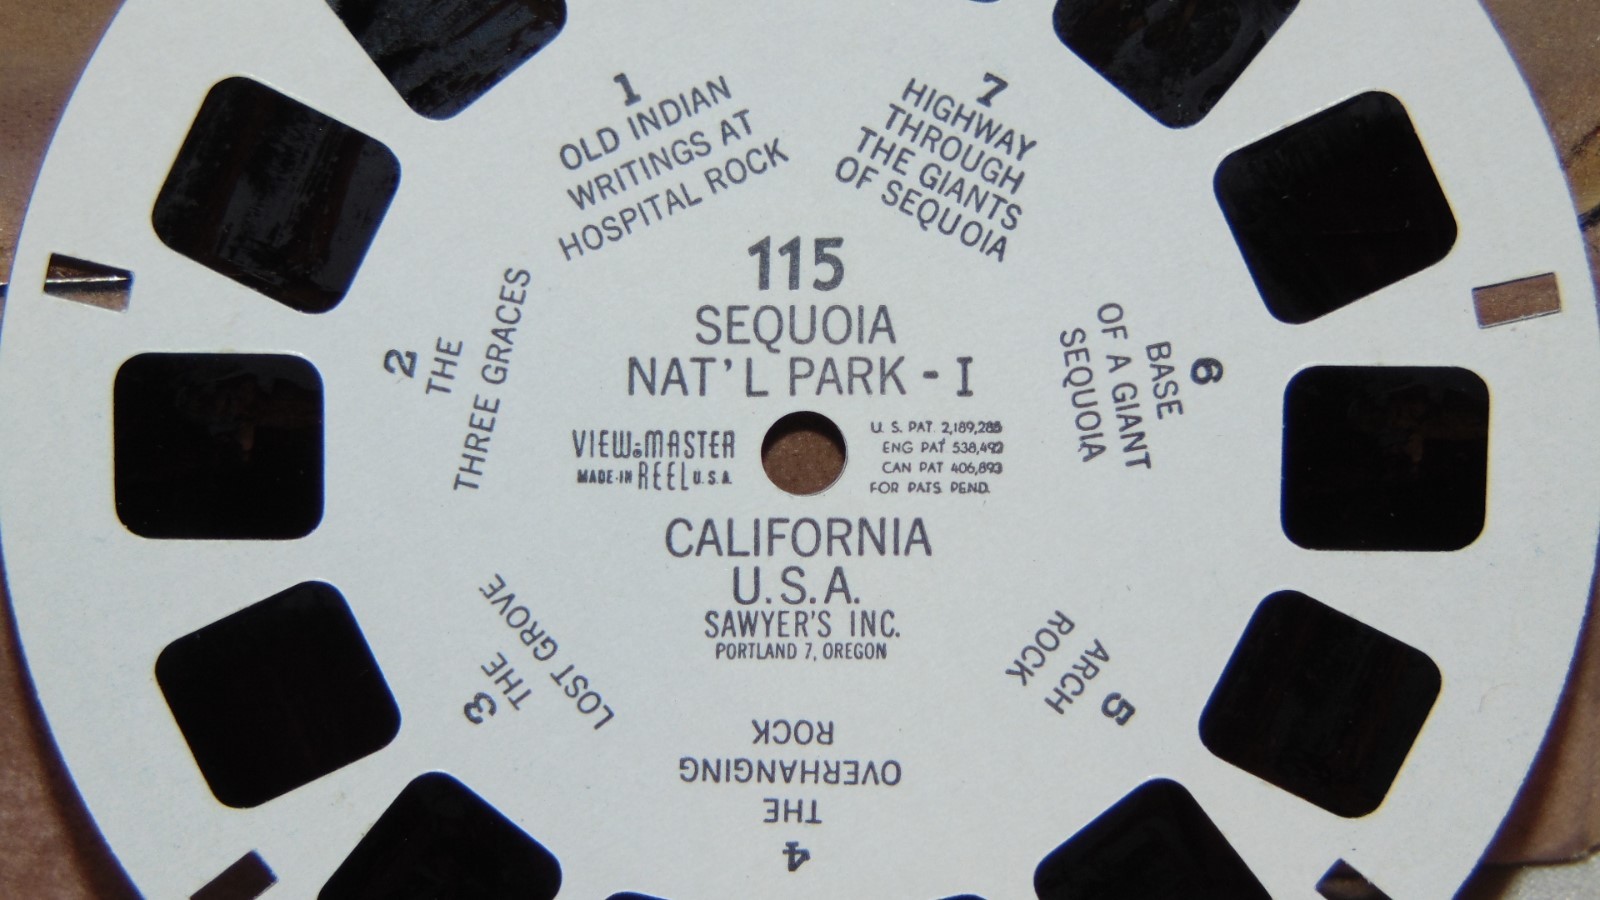 115
SEQUOIA
NAT'L PARK - I
VIEW-MASTER
MADE-IN REEL U.S.A.
U.S. PAT. 2,189,285
ENG PAT 538,492
CAN PAT 406,893
FOR PATS PEND.
CALIFORNIA
U.S.A.
SAWYER'S INC.
PORTLAND 7, OREGON
1
OLD INDIAN
WRITINGS AT
HOSPITAL ROCK
2
THE
THREE GRACES
3
THE
LOST GROVE
4
THE
OVERHANGING
ROCK
5
ARCH
ROCK
6
BASE
OF A GIANT
SEQUOIA
7
HIGHWAY
THROUGH
THE GIANTS
OF SEQUOIA